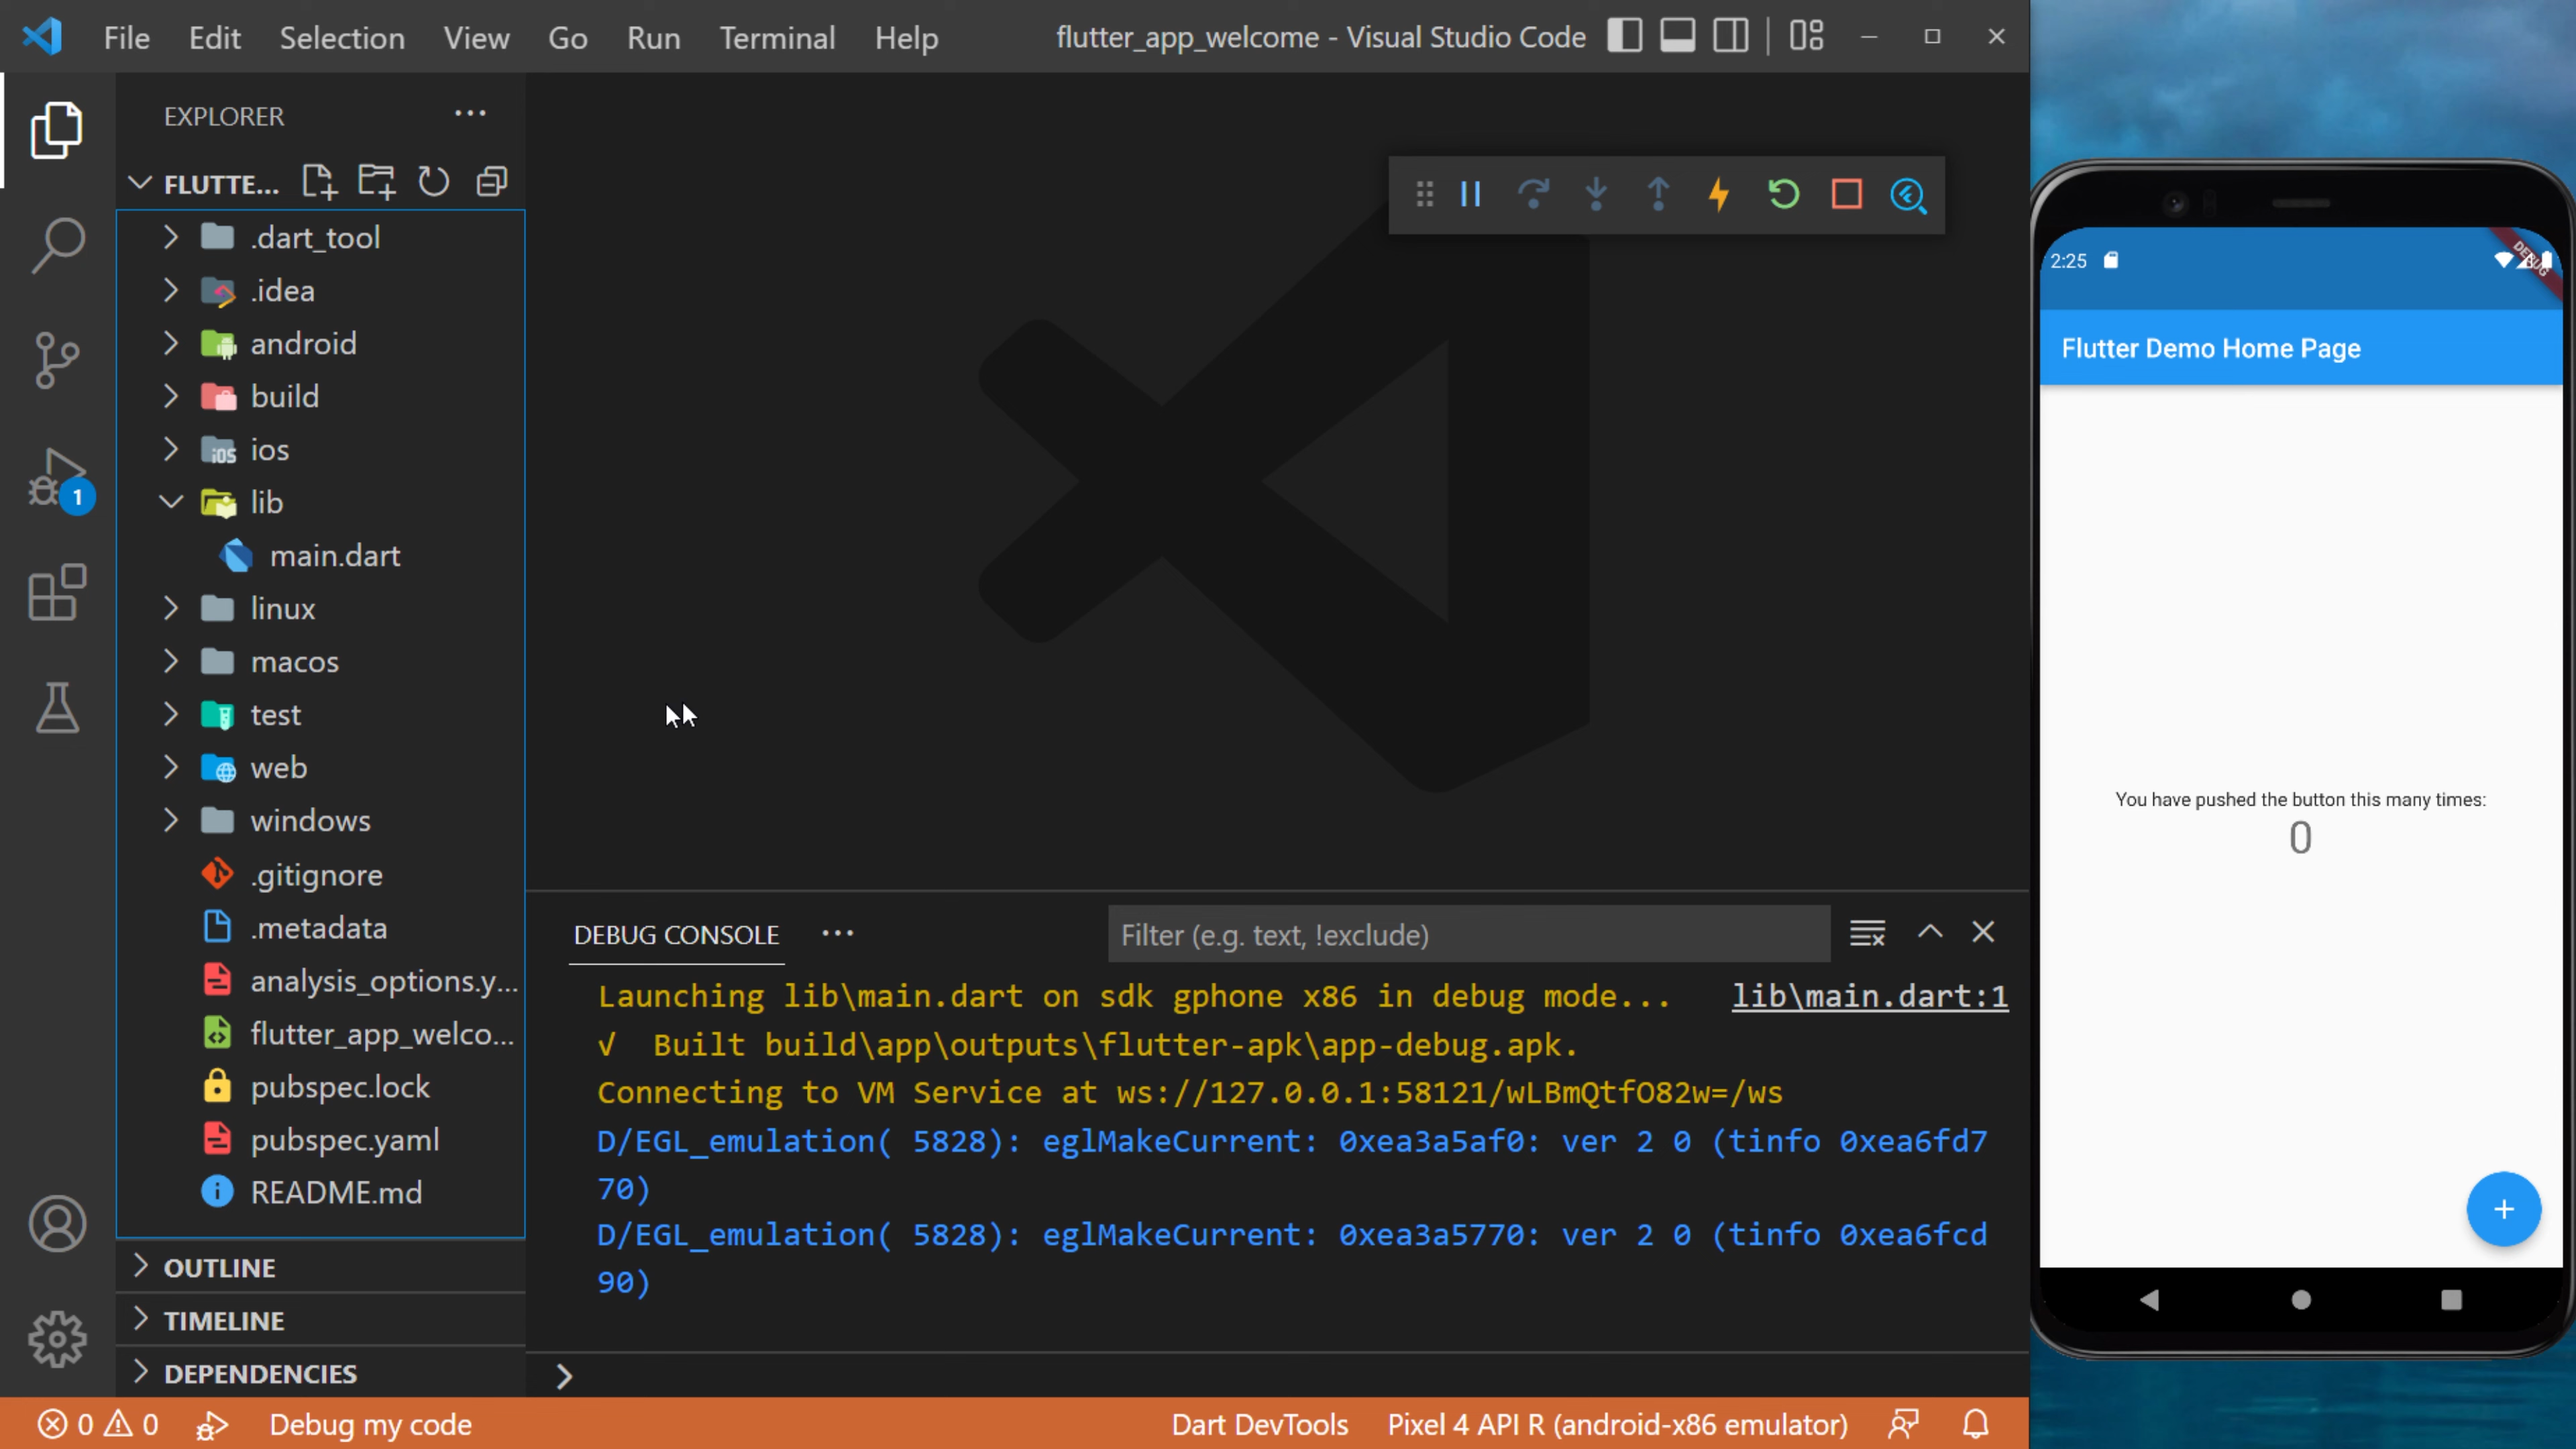 File Edit Selection View Go Run Terminal Help flutter_app_welcome - Visual Studio Code
EXPLORER
FLUTTE...
.dart_tool
.idea
android
build
ios
lib
main.dart
linux
macos
test
web
windows
.gitignore
.metadata
analysis_options.y...
flutter_app_welco...
pubspec.lock
pubspec.yaml
README.md
OUTLINE
TIMELINE
DEPENDENCIES
1
DEBUG CONSOLE
Filter (e.g. text, !exclude)
Launching lib\main.dart on sdk gphone x86 in debug mode... lib\main.dart:1
√ Built build\app\outputs\flutter-apk\app-debug.apk.
Connecting to VM Service at ws://127.0.0.1:58121/wLBmQtfO82w=/ws
D/EGL_emulation( 5828): eglMakeCurrent: 0xea3a5af0: ver 2 0 (tinfo 0xea6fd7
70)
D/EGL_emulation( 5828): eglMakeCurrent: 0xea3a5770: ver 2 0 (tinfo 0xea6fcd
90)
0 0 Debug my code Dart DevTools Pixel 4 API R (android-x86 emulator)
2:25
DEBUG
Flutter Demo Home Page
You have pushed the button this many times:
0